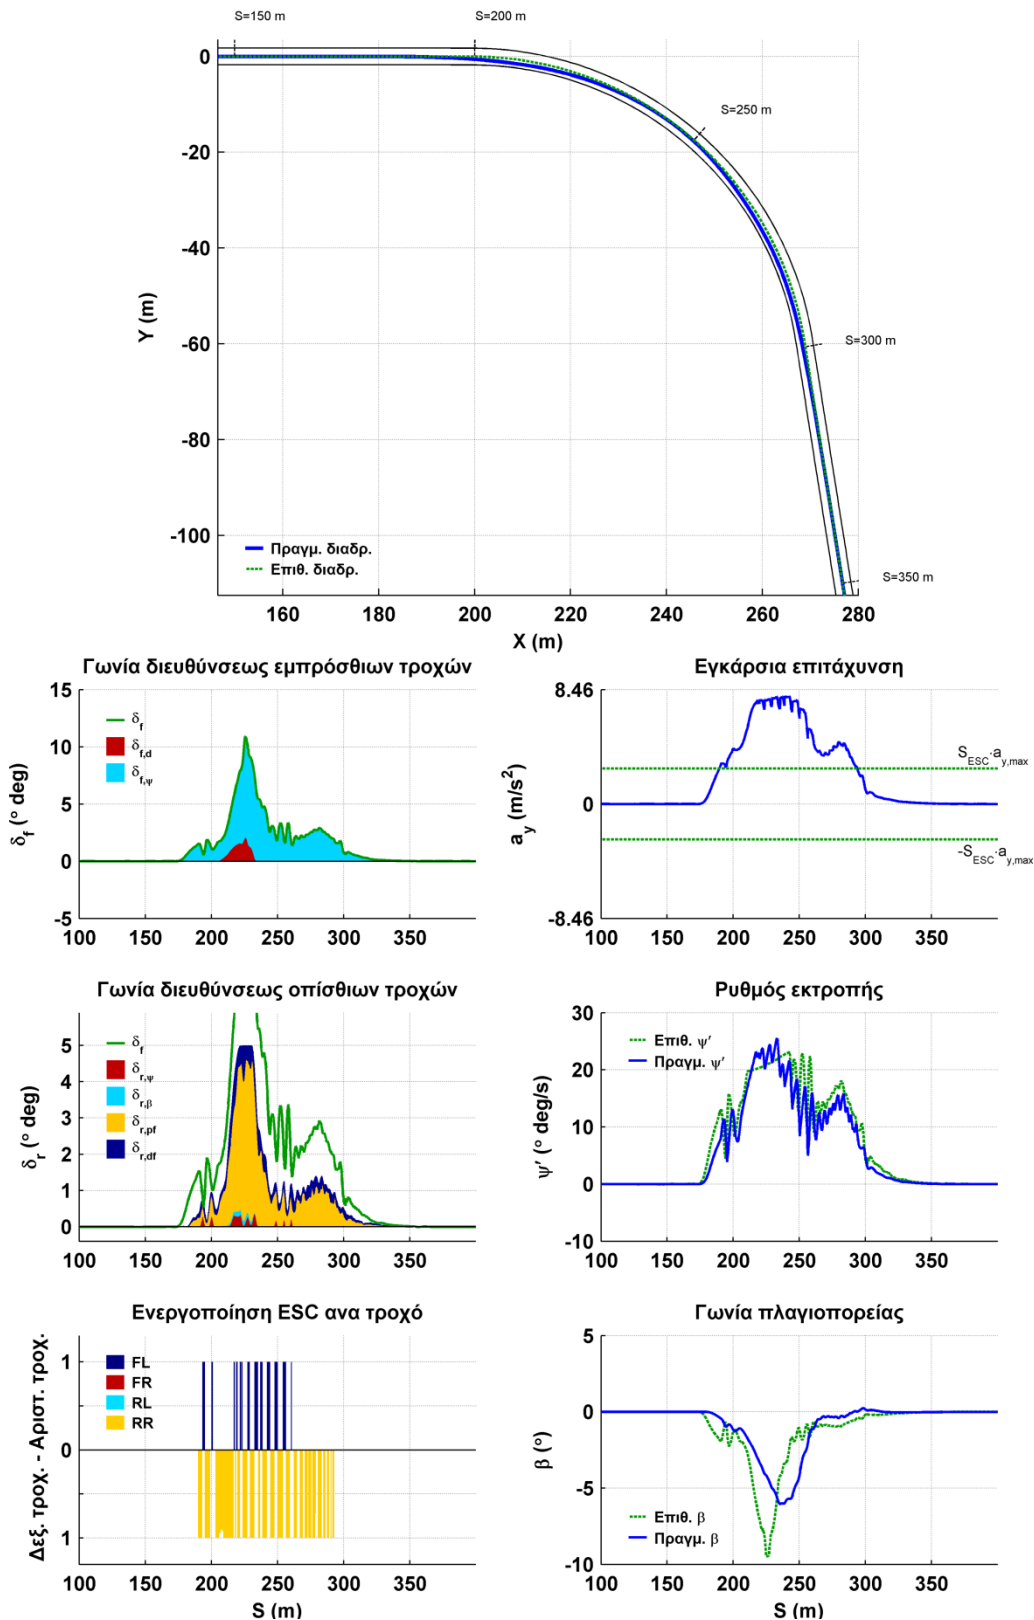 S=150 m
S=200 m
0
S=250 m
-20
-40
Y (m)
-60
S=300 m
-80
-100
Πραγμ. διαδρ.
Επιθ. διαδρ.
S=350 m
160 180 200 220 240 260 280
X (m)
Γωνία διευθύνσεως εμπρόσθιων τροχών
15
10
5
0
-5
δf (° deg)
δf
δf,d
δf,ψ
100 150 200 250 300 350
Εγκάρσια επιτάχυνση
8.46
0
-8.46
ay (m/s²)
SESC·ay,max
-SESC·ay,max
100 150 200 250 300 350
Γωνία διευθύνσεως οπίσθιων τροχών
5
4
3
2
1
0
δr (° deg)
δf
δr,ψ
δr,β
δr,pf
δr,df
100 150 200 250 300 350
Ρυθμός εκτροπής
30
20
10
0
-10
ψ' (° deg/s)
Επιθ. ψ'
Πραγμ. ψ'
100 150 200 250 300 350
Ενεργοποίηση ESC ανα τροχό
1
0
1
Δεξ. τροχ. - Αριστ. τροχ.
FL
FR
RL
RR
100 150 200 250 300 350
S (m)
Γωνία πλαγιοπορείας
5
0
-5
-10
β (°)
Επιθ. β
Πραγμ. β
100 150 200 250 300 350
S (m)